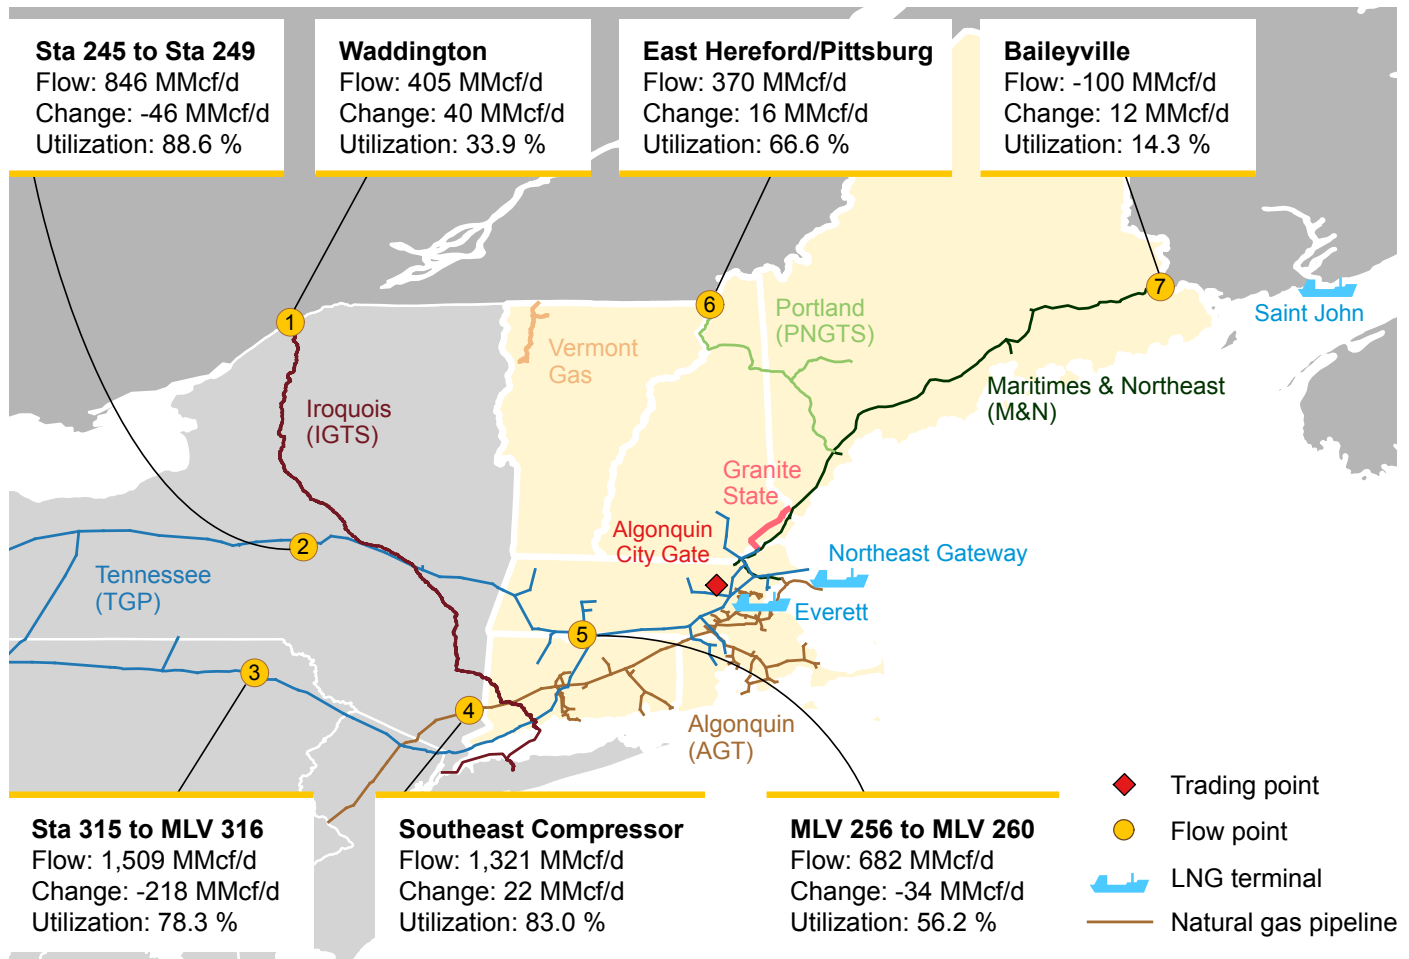 Sta 245 to Sta 249
Flow: 846 MMcf/d
Change: -46 MMcf/d
Utilization: 88.6 %
Waddington
Flow: 405 MMcf/d
Change: 40 MMcf/d
Utilization: 33.9 %
East Hereford/Pittsburg
Flow: 370 MMcf/d
Change: 16 MMcf/d
Utilization: 66.6 %
Baileyville
Flow: -100 MMcf/d
Change: 12 MMcf/d
Utilization: 14.3 %
1
6
7
Saint John
Portland
(PNGTS)
Vermont
Gas
Maritimes & Northeast
(M&N)
Iroquois
(IGTS)
Granite
State
Algonquin
City Gate
2
Northeast Gateway
Tennessee
(TGP)
Everett
5
3
4
Algonquin
(AGT)
Sta 315 to MLV 316
Flow: 1,509 MMcf/d
Change: -218 MMcf/d
Utilization: 78.3 %
Southeast Compressor
Flow: 1,321 MMcf/d
Change: 22 MMcf/d
Utilization: 83.0 %
MLV 256 to MLV 260
Flow: 682 MMcf/d
Change: -34 MMcf/d
Utilization: 56.2 %
Trading point
Flow point
LNG terminal
Natural gas pipeline